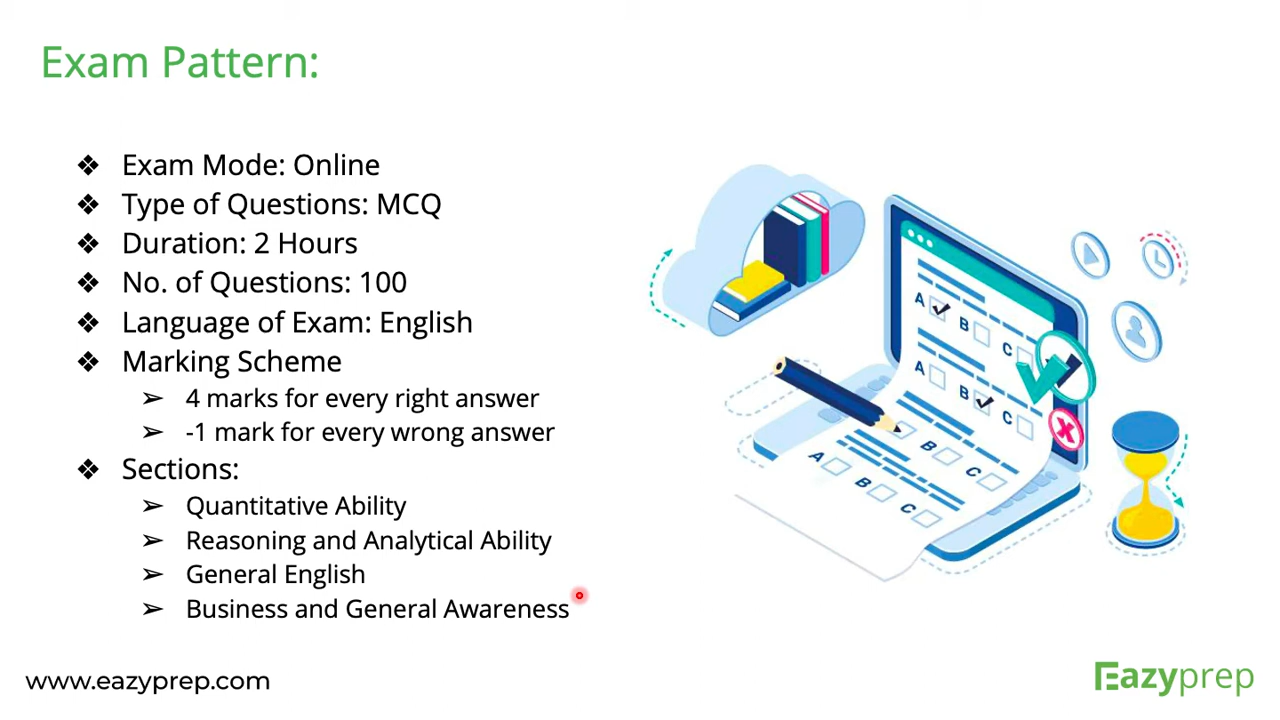 Exam Pattern:
❖ Exam Mode: Online
❖ Type of Questions: MCQ
❖ Duration: 2 Hours
❖ No. of Questions: 100
❖ Language of Exam: English
❖ Marking Scheme
➢ 4 marks for every right answer
➢ -1 mark for every wrong answer
❖ Sections:
➢ Quantitative Ability
➢ Reasoning and Analytical Ability
➢ General English
➢ Business and General Awareness
A B C
A B C
A B C
B C
www.eazyprep.com
Eazyprep